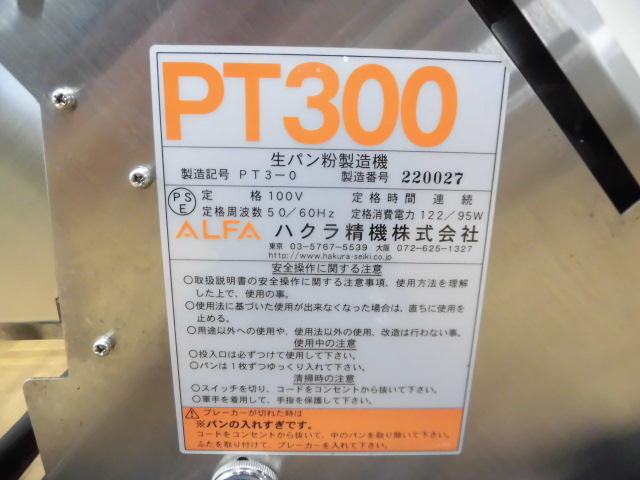 PT300
生パン粉製造機
製造記号 PT3-0 製造番号 220027
PSE 定格 100V 定格時間 連続
定格周波数 50/60Hz 定格消費電力 122/95W
ALFA ハクラ精機株式会社
東京 03-5767-5539 大阪 072-625-1327
http://www.hakura-seiki.co.jp
安全操作に関する注意
○取扱説明書の安全操作に関する注意事項、使用方法を理解
した上で、使用の事。
○使用法に基づいた使用が出来なくなった場合は、直ちに使用を
止める。
○用途以外への使用や、使用法以外の使用、改造は行わない事。
使用中の注意
○投入口は必ずつけて使用して下さい。
○パンは1枚ずつゆっくり入れて下さい。
清掃時の注意
○スイッチを切り、コードをコンセントから抜いて下さい。
○軍手を着用して、手指を保護して下さい。
⚠ブレーカーが切れた時は
※パンの入れすぎです。
コードをコンセントから抜いて、中のパンを取り除いて下さい。
ふたを取り付けて、ブレーカーを入れて下さい。